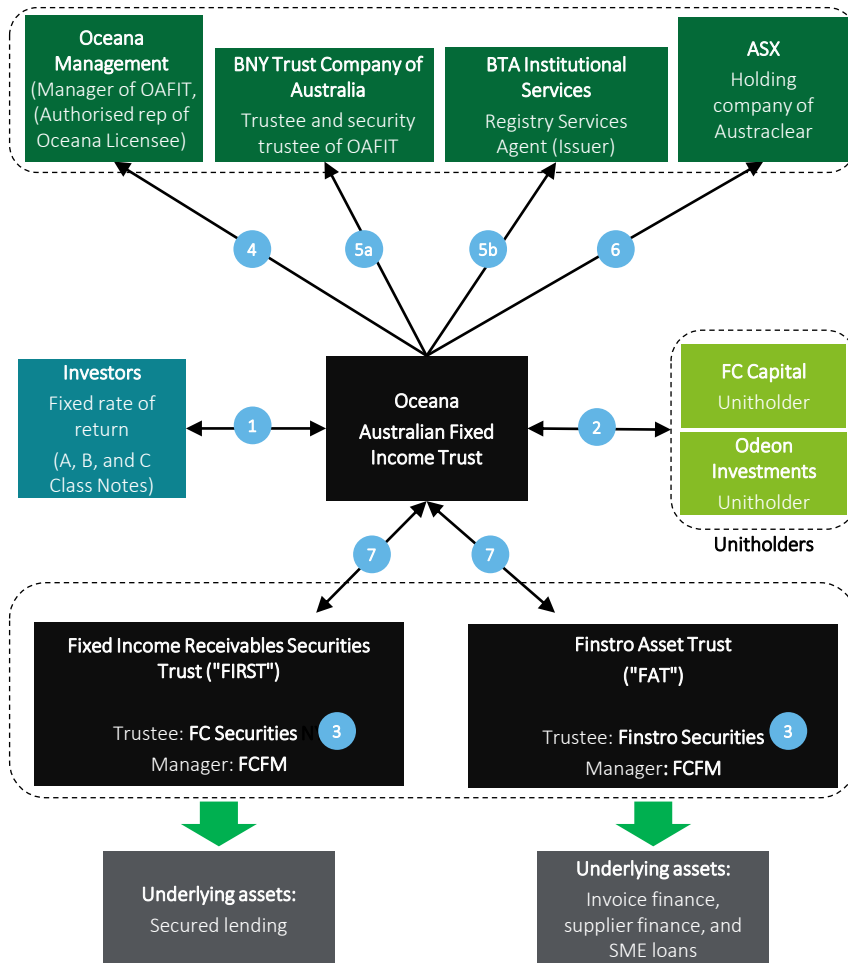 Oceana
Management
(Manager of OAFIT,
(Authorised rep of
Oceana Licensee)
BNY Trust Company of
Australia
Trustee and security
trustee of OAFIT
BTA Institutional
Services
Registry Services
Agent (Issuer)
ASX
Holding
company of
Austraclear
4
5a
5b
6
Investors
Fixed rate of
return
(A, B, and C
Class Notes)
1
Oceana
Australian Fixed
Income Trust
2
FC Capital
Unitholder
Odeon
Investments
Unitholder
Unitholders
7
7
Fixed Income Receivables Securities
Trust ("FIRST")
Trustee: FC Securities
3
Manager: FCFM
Finstro Asset Trust
("FAT")
Trustee: Finstro Securities
3
Manager: FCFM
Underlying assets:
Secured lending
Underlying assets:
Invoice finance,
supplier finance, and
SME loans